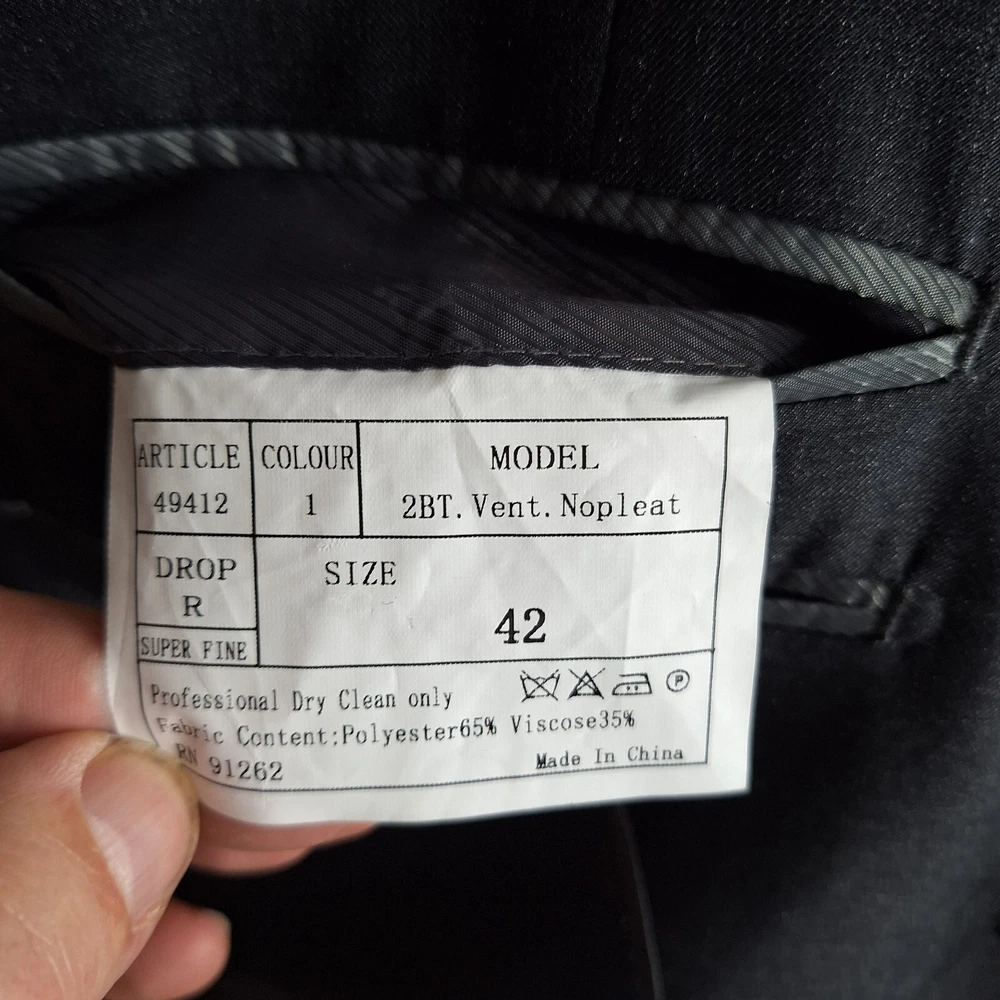 ARTICLE COLOUR MODEL
49412 1 2BT. Vent. Nopleat
DROP SIZE
R 42
SUPER FINE
Professional Dry Clean only
P
Fabric Content:Polyester65% Viscose35%
RN 91262 Made In China